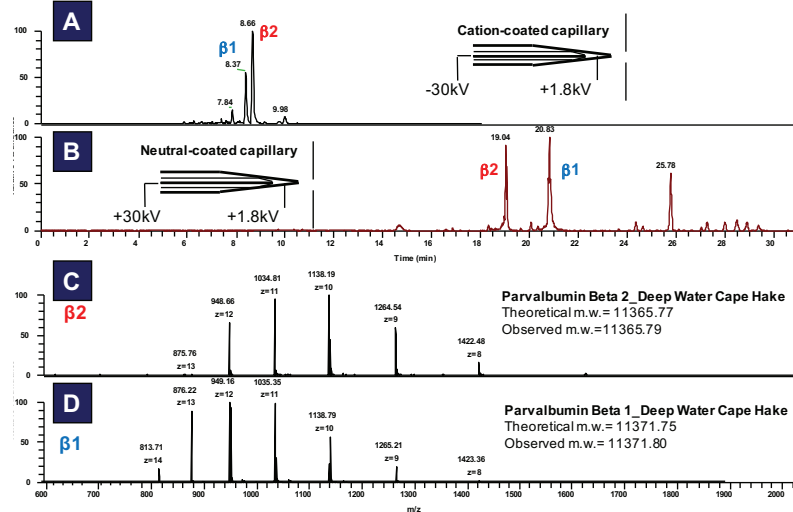 A
100
50
0
β1
β2
8.66
8.37
7.84
9.98
Cation-coated capillary
-30kV
+1.8kV
B
100
50
0
Neutral-coated capillary
+30kV
+1.8kV
β2
β1
19.04
20.83
25.78
0 2 4 6 8 10 12 14 16 18 20 22 24 26 28 30
Time (min)
C
β2
100
50
0
875.76
z=13
948.66
z=12
1034.81
z=11
1138.19
z=10
1264.54
z=9
1422.48
z=8
Parvalbumin Beta 2_Deep Water Cape Hake
Theoretical m.w.= 11365.77
Observed m.w.=11365.79
D
β1
100
50
0
813.71
z=14
876.22
z=13
949.16
z=12
1035.35
z=11
1138.79
z=10
1265.21
z=9
1423.36
z=8
Parvalbumin Beta 1_Deep Water Cape Hake
Theoretical m.w.= 11371.75
Observed m.w.= 11371.80
600 800 900 1000 1200 1400 1600 1800 2000
m/z